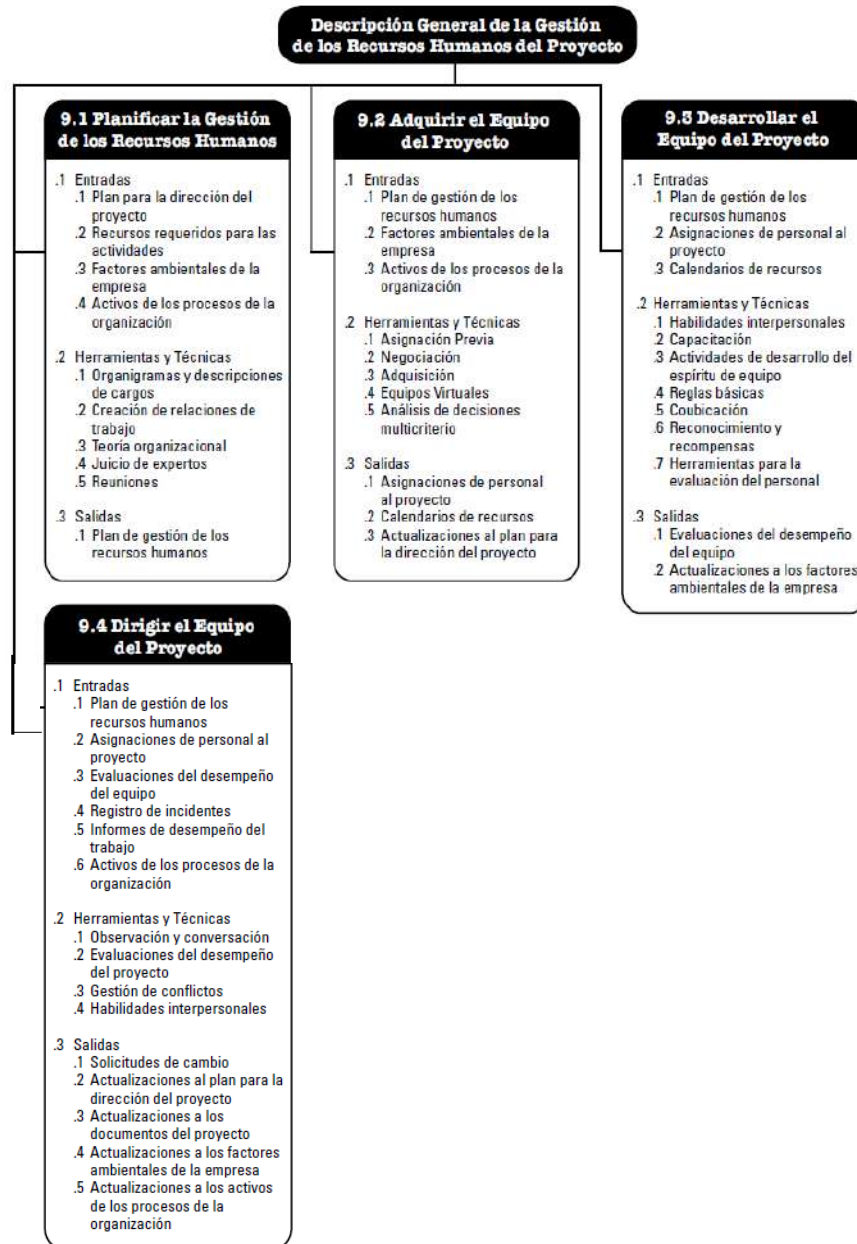 Descripción General de la Gestión
de los Recursos Humanos del Proyecto
9.1 Planificar la Gestión
de los Recursos Humanos
.1 Entradas
.1 Plan para la dirección del
proyecto
.2 Recursos requeridos para las
actividades
.3 Factores ambientales de la
empresa
.4 Activos de los procesos de la
organización
.2 Herramientas y Técnicas
.1 Organigramas y descripciones
de cargos
.2 Creación de relaciones de
trabajo
.3 Teoría organizacional
.4 Juicio de expertos
.5 Reuniones
.3 Salidas
.1 Plan de gestión de los
recursos humanos
9.2 Adquirir el Equipo
del Proyecto
.1 Entradas
.1 Plan de gestión de los
recursos humanos
.2 Factores ambientales de la
empresa
.3 Activos de los procesos de la
organización
.2 Herramientas y Técnicas
.1 Asignación Previa
.2 Negociación
.3 Adquisición
.4 Equipos Virtuales
.5 Análisis de decisiones
multicriterio
.3 Salidas
.1 Asignaciones de personal
al proyecto
.2 Calendarios de recursos
.3 Actualizaciones al plan para
la dirección del proyecto
9.3 Desarrollar el
Equipo del Proyecto
.1 Entradas
.1 Plan de gestión de los
recursos humanos
.2 Asignaciones de personal al
proyecto
.3 Calendarios de recursos
.2 Herramientas y Técnicas
.1 Habilidades interpersonales
.2 Capacitación
.3 Actividades de desarrollo del
espíritu de equipo
.4 Reglas básicas
.5 Coubicación
.6 Reconocimiento y
recompensas
.7 Herramientas para la
evaluación del personal
.3 Salidas
.1 Evaluaciones del desempeño
del equipo
.2 Actualizaciones a los factores
ambientales de la empresa
9.4 Dirigir el Equipo
del Proyecto
.1 Entradas
.1 Plan de gestión de los
recursos humanos
.2 Asignaciones de personal al
proyecto
.3 Evaluaciones del desempeño
del equipo
.4 Registro de incidentes
.5 Informes de desempeño del
trabajo
.6 Activos de los procesos de la
organización
.2 Herramientas y Técnicas
.1 Observación y conversación
.2 Evaluaciones del desempeño
del proyecto
.3 Gestión de conflictos
.4 Habilidades interpersonales
.3 Salidas
.1 Solicitudes de cambio
.2 Actualizaciones al plan para la
dirección del proyecto
.3 Actualizaciones a los
documentos del proyecto
.4 Actualizaciones a los factores
ambientales de la empresa
.5 Actualizaciones a los activos
de los procesos de la
organización